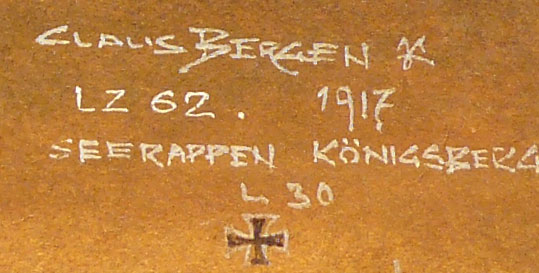 CLAUS BERGEN
LZ 62. 1917
SEERAPPEN KÖNIGSBERG
L 30